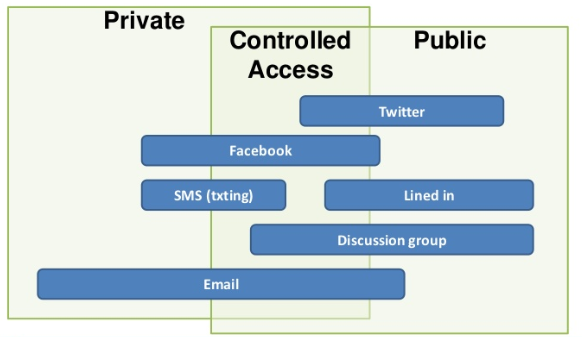 Private
Controlled
Access
Public
Twitter
Facebook
SMS (txting)
Lined in
Discussion group
Email